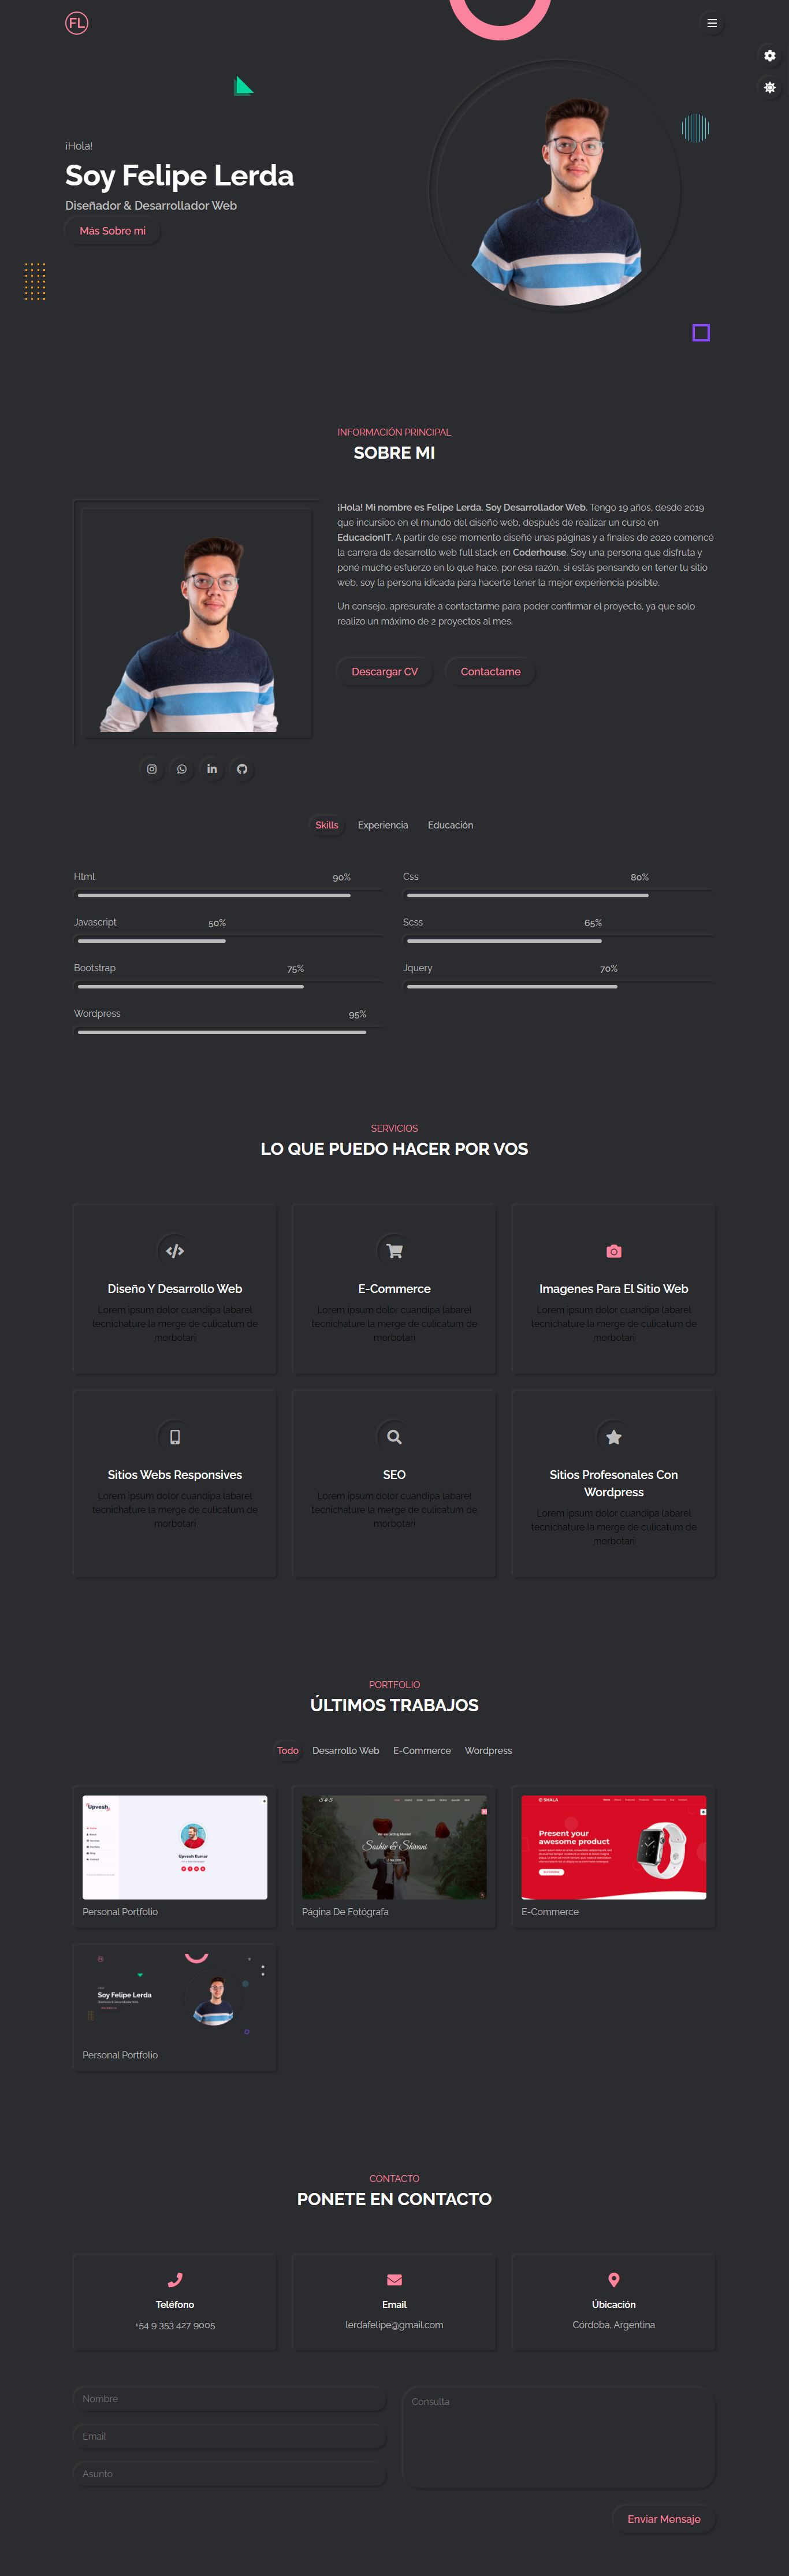 FL
¡Hola!
Soy Felipe Lerda
Diseñador & Desarrollador Web
Más Sobre mi
INFORMACIÓN PRINCIPAL
SOBRE MI
¡Hola! Mi nombre es Felipe Lerda. Soy Desarrollador Web. Tengo 19 años, desde 2019
que incursioo en el mundo del diseño web, después de realizar un curso en
EducacionIT. A partir de ese momento diseñé unas páginas y a finales de 2020 comencé
la carrera de desarrollo web full stack en Coderhouse. Soy una persona que disfruta y
poné mucho esfuerzo en lo que hace, por esa razón, si estás pensando en tener tu sitio
web, soy la persona idicada para hacerte tener la mejor experiencia posible.
Un consejo, apresurate a contactarme para poder confirmar el proyecto, ya que solo
realizo un máximo de 2 proyectos al mes.
Descargar CV Contactame
Skills Experiencia Educación
Html 90% Css 80%
Javascript 50% Scss 65%
Bootstrap 75% Jquery 70%
Wordpress 95%
SERVICIOS
LO QUE PUEDO HACER POR VOS
Diseño Y Desarrollo Web
Lorem ipsum dolor cuandipa labarel
tecnichature la merge de culicatum de
morbotari
E-Commerce
Lorem ipsum dolor cuandipa labarel
tecnichature la merge de culicatum de
morbotari
Imagenes Para El Sitio Web
Lorem ipsum dolor cuandipa labarel
tecnichature la merge de culicatum de
morbotari
Sitios Webs Responsives
Lorem ipsum dolor cuandipa labarel
tecnichature la merge de culicatum de
morbotari
SEO
Lorem ipsum dolor cuandipa labarel
tecnichature la merge de culicatum de
morbotari
Sitios Profesonales Con
Wordpress
Lorem ipsum dolor cuandipa labarel
tecnichature la merge de culicatum de
morbotari
PORTFOLIO
ÚLTIMOS TRABAJOS
Todo Desarrollo Web E-Commerce Wordpress
Upvesh
Upvesh Kumar
Personal Portfolio
Página De Fotógrafa
SHALA
Present your
awesome product
E-Commerce
Soy Felipe Lerda
Personal Portfolio
CONTACTO
PONETE EN CONTACTO
Teléfono
+54 9 353 427 9005
Email
lerdafelipe@gmail.com
Úbicación
Córdoba, Argentina
Nombre
Email
Asunto
Consulta
Enviar Mensaje